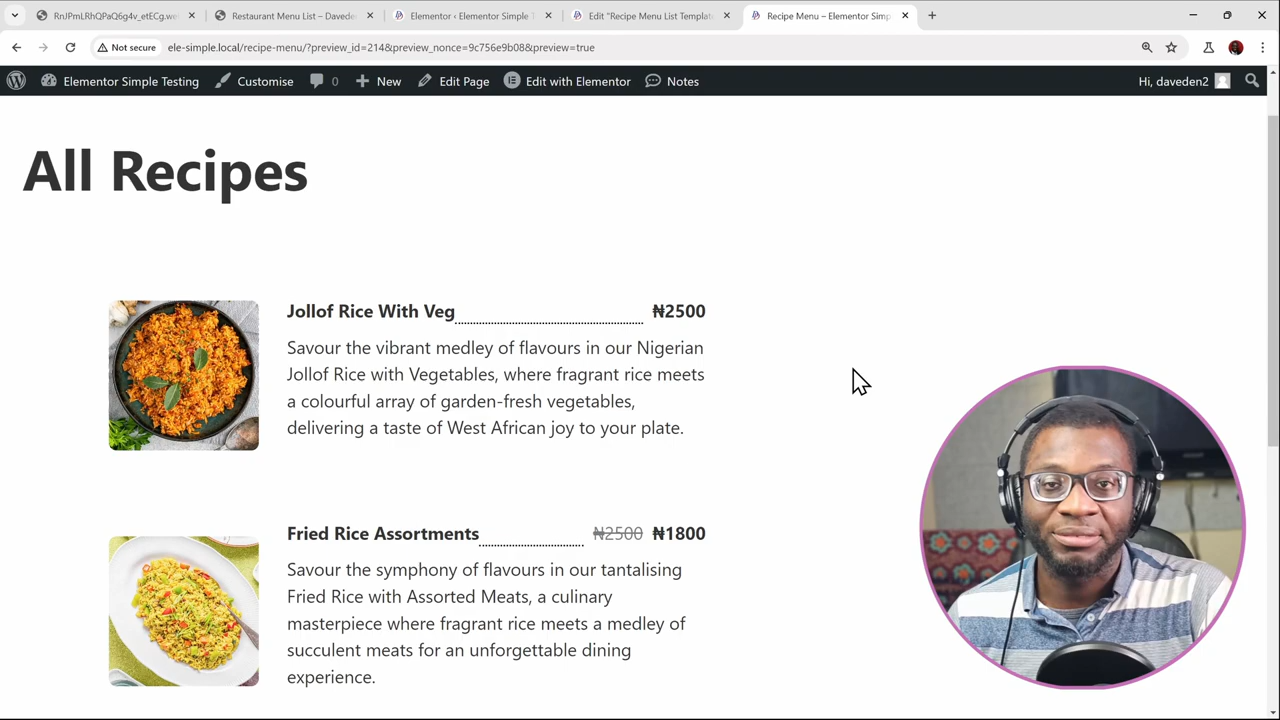 RnJPmLRhQPaQ6g4v_etECg.we
Restaurant Menu List – Davede
Elementor ‹ Elementor Simple T
Edit "Recipe Menu List Template
Recipe Menu – Elementor Simp
Not secure
ele-simple.local/recipe-menu/?preview_id=214&preview_nonce=9c756e9b08&preview=true
Elementor Simple Testing
Customise
0
New
Edit Page
Edit with Elementor
Notes
Hi, daveden2
All Recipes
Jollof Rice With Veg ₦2500
Savour the vibrant medley of flavours in our Nigerian
Jollof Rice with Vegetables, where fragrant rice meets
a colourful array of garden-fresh vegetables,
delivering a taste of West African joy to your plate.
Fried Rice Assortments ₦2500 ₦1800
Savour the symphony of flavours in our tantalising
Fried Rice with Assorted Meats, a culinary
masterpiece where fragrant rice meets a medley of
succulent meats for an unforgettable dining
experience.